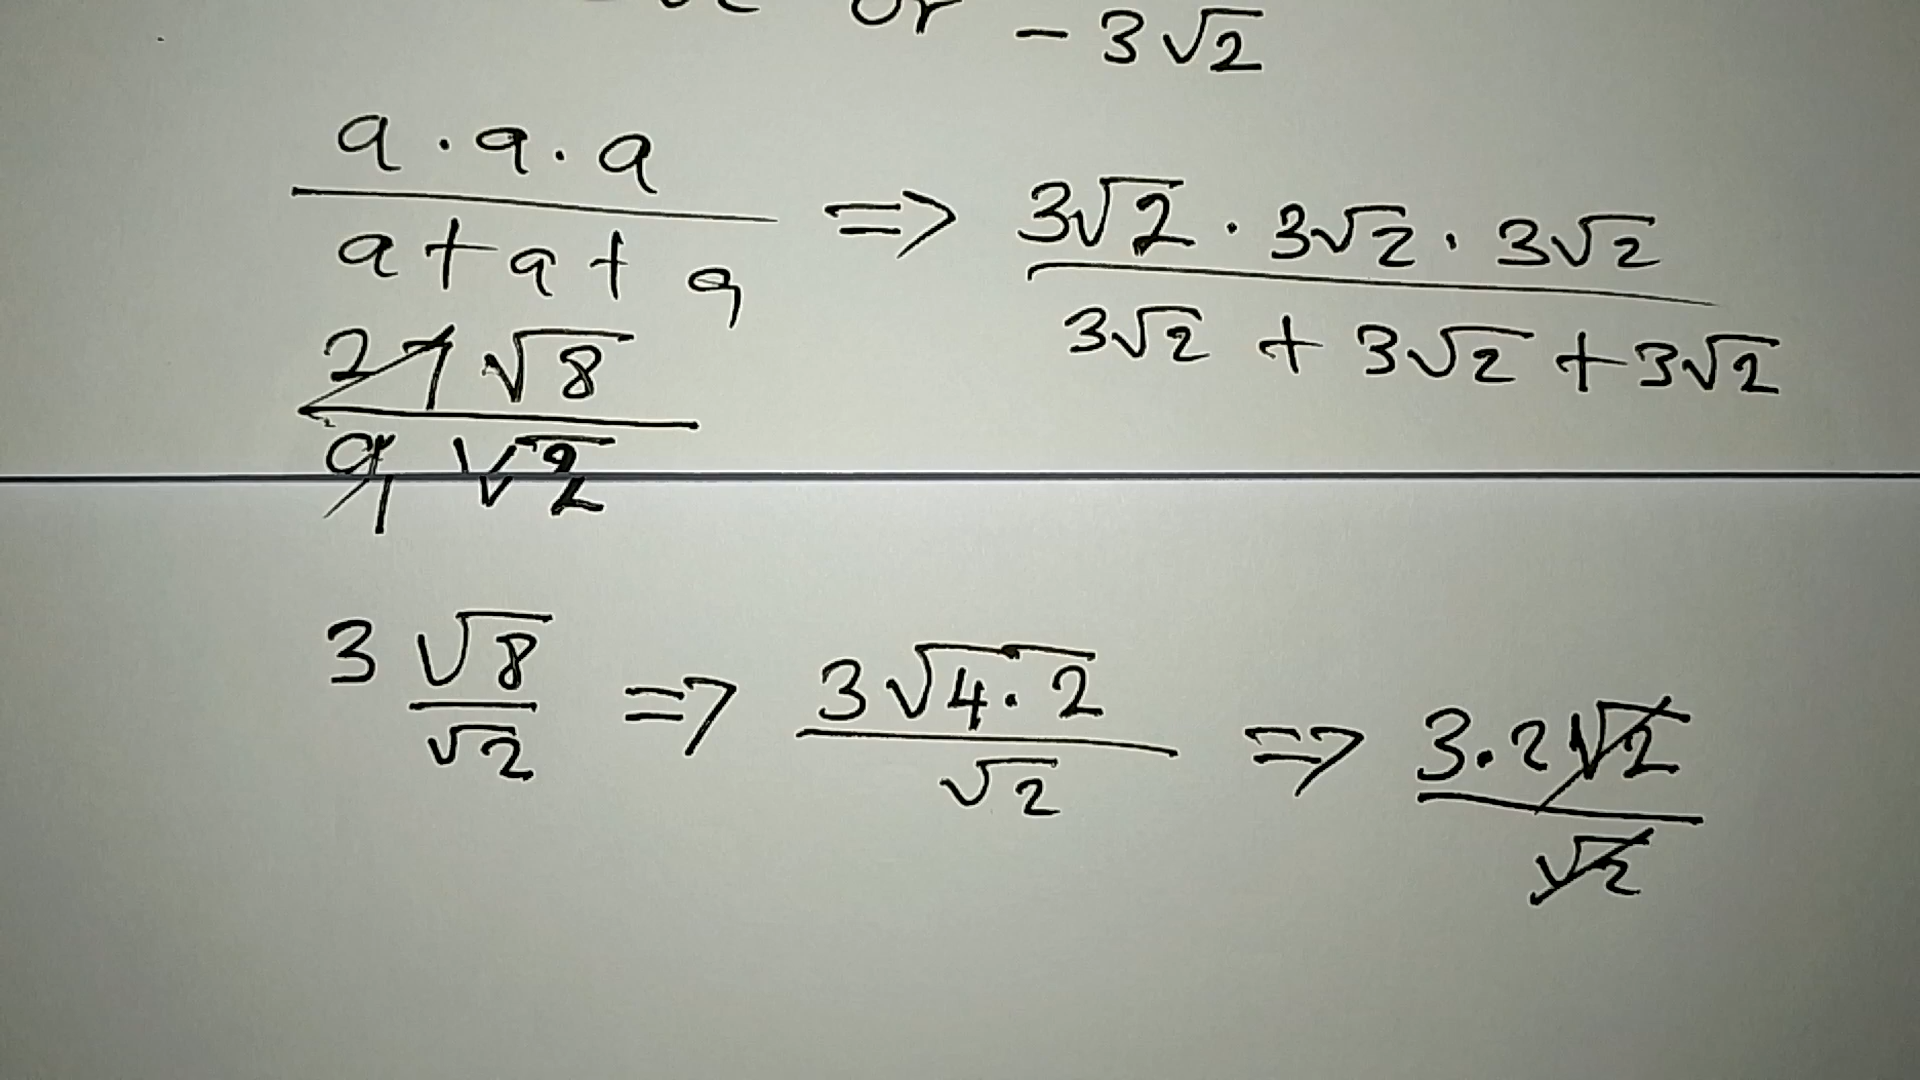 or - 3√2
a . a . a / a + a + a => 3√2 . 3√2 . 3√2 / 3√2 + 3√2 + 3√2
27√8 / 9√2
3 √8 / √2 => 3√4.2 / √2 => 3.2√2 / √2